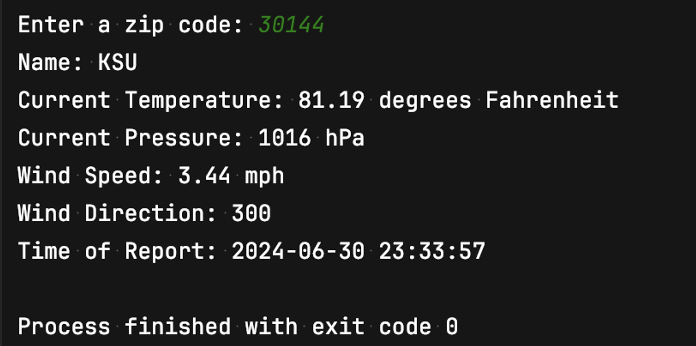 Enter a zip code: 30144
Name: KSU
Current Temperature: 81.19 degrees Fahrenheit
Current Pressure: 1016 hPa
Wind Speed: 3.44 mph
Wind Direction: 300
Time of Report: 2024-06-30 23:33:57
Process finished with exit code 0